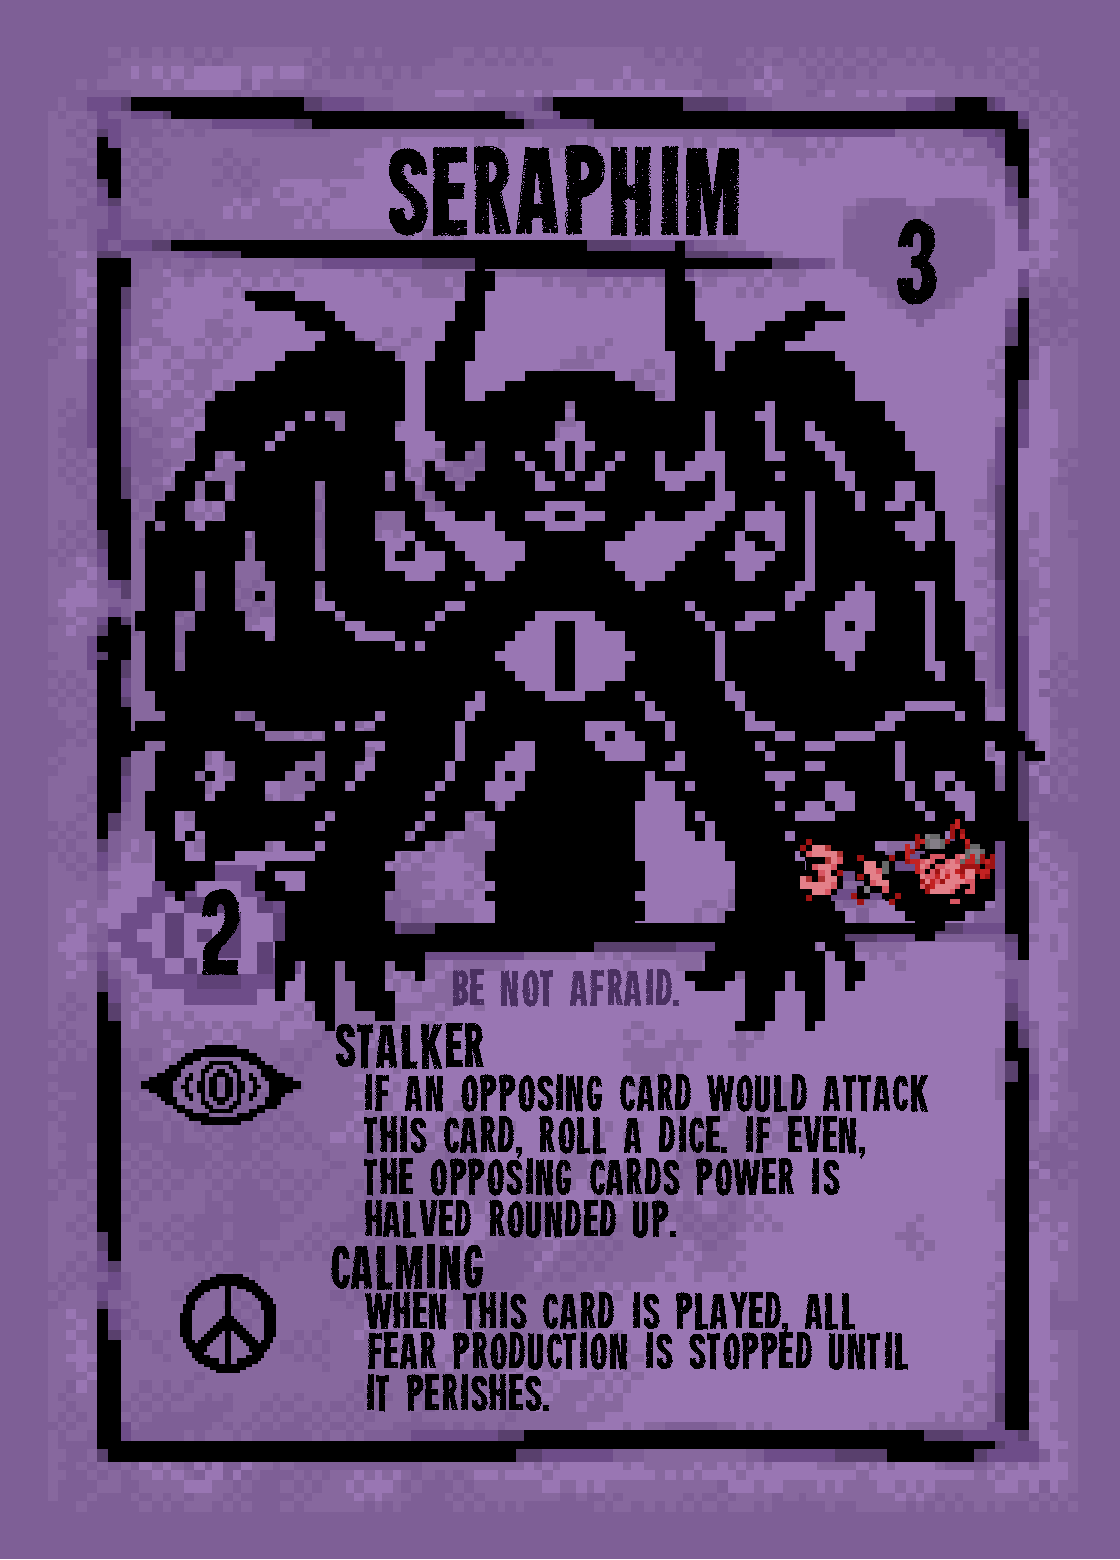 SERAPHIM
3
3 X
2
BE NOT AFRAID.
STALKER
IF AN OPPOSING CARD WOULD ATTACK
THIS CARD, ROLL A DICE. IF EVEN,
THE OPPOSING CARDS POWER IS
HALVED ROUNDED UP.
CALMING
WHEN THIS CARD IS PLAYED, ALL
FEAR PRODUCTION IS STOPPED UNTIL
IT PERISHES.